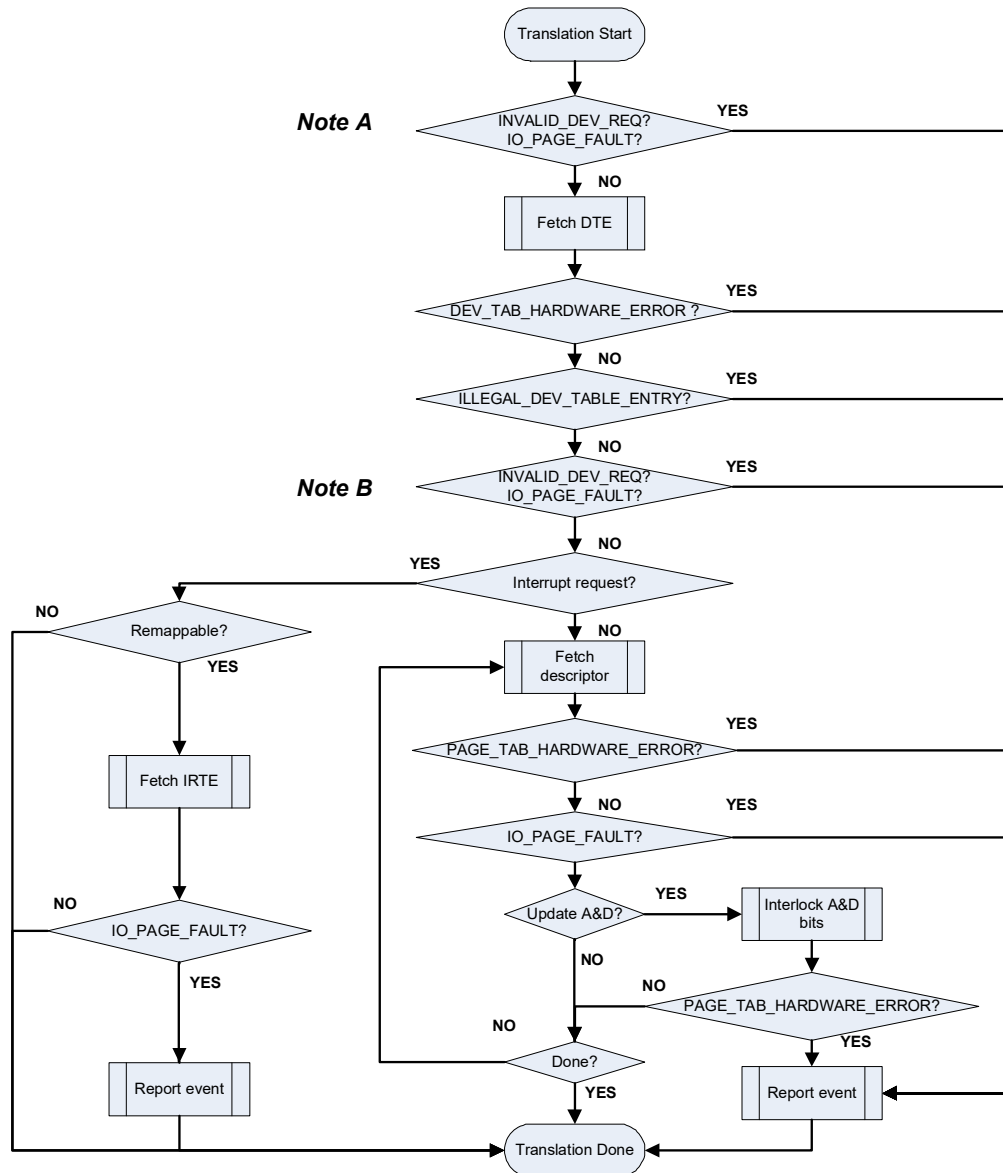 Translation Start
Note A
INVALID_DEV_REQ?
IO_PAGE_FAULT?
YES
NO
Fetch DTE
DEV_TAB_HARDWARE_ERROR ?
YES
NO
ILLEGAL_DEV_TABLE_ENTRY?
YES
NO
Note B
INVALID_DEV_REQ?
IO_PAGE_FAULT?
YES
NO
Interrupt request?
YES
NO
Remappable?
NO
YES
Fetch IRTE
IO_PAGE_FAULT?
NO
YES
Report event
Fetch
descriptor
PAGE_TAB_HARDWARE_ERROR?
YES
NO
IO_PAGE_FAULT?
YES
NO
Update A&D?
YES
NO
Interlock A&D
bits
PAGE_TAB_HARDWARE_ERROR?
NO
YES
Done?
NO
YES
Report event
Translation Done